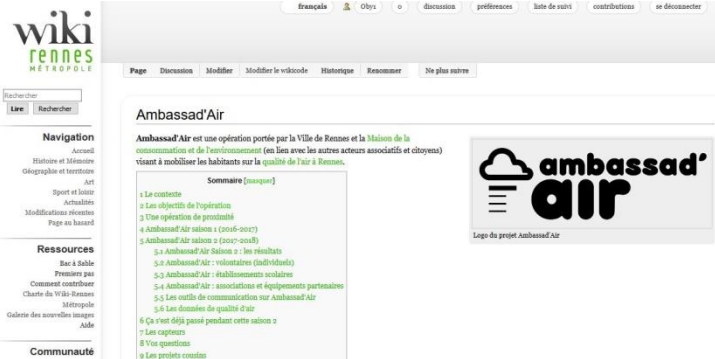 français Oby1 0 discussion préférences liste de suivi contributions se déconnecter
wiki
rennes
MÉTROPOLE
Page Discussion Modifier Modifier le wikicode Historique Renommer Ne plus suivre
Rechercher
Lire Rechercher
Navigation
Accueil
Histoire et Mémoire
Géographie et territoire
Art
Sport et loisir
Actualités
Modifications récentes
Page au hasard
Ressources
Bac à Sable
Premiers pas
Comment contribuer
Charte du Wiki-Rennes
Métropole
Galerie des nouvelles images
Aide
Communauté
Ambassad'Air
Ambassad'Air est une opération portée par la Ville de Rennes et la Maison de la
consommation et de l'environnement (en lien avec les autres acteurs associatifs et citoyens)
visant à mobiliser les habitants sur la qualité de l'air à Rennes.
Sommaire [masquer]
1 Le contexte
2 Les objectifs de l'opération
3 Une opération de proximité
4 Ambassad'Air saison 1 (2016-2017)
5 Ambassad'Air saison 2 (2017-2018)
5.1 Ambassad'Air Saison 2 : les résultats
5.2 Ambassad'Air : volontaires (individuels)
5.3 Ambassad'Air : établissements scolaires
5.4 Ambassad'Air : associations et équipements partenaires
5.5 Les outils de communication sur Ambassad'Air
5.6 Les données de qualité d'air
6 Ça s'est déjà passé pendant cette saison 2
7 Les capteurs
8 Vos questions
9 Les projets cousins
ambassad'
air
Logo du projet Ambassad'Air